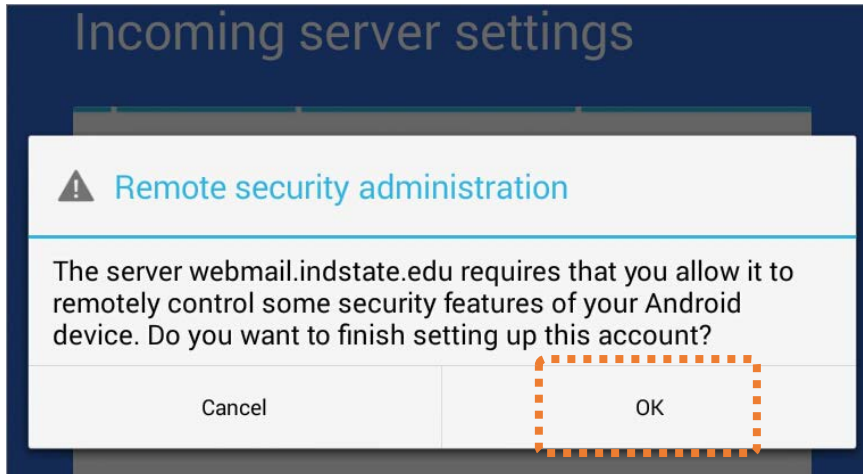 Incoming server settings
Remote security administration
The server webmail.indstate.edu requires that you allow it to
remotely control some security features of your Android
device. Do you want to finish setting up this account?
Cancel
OK